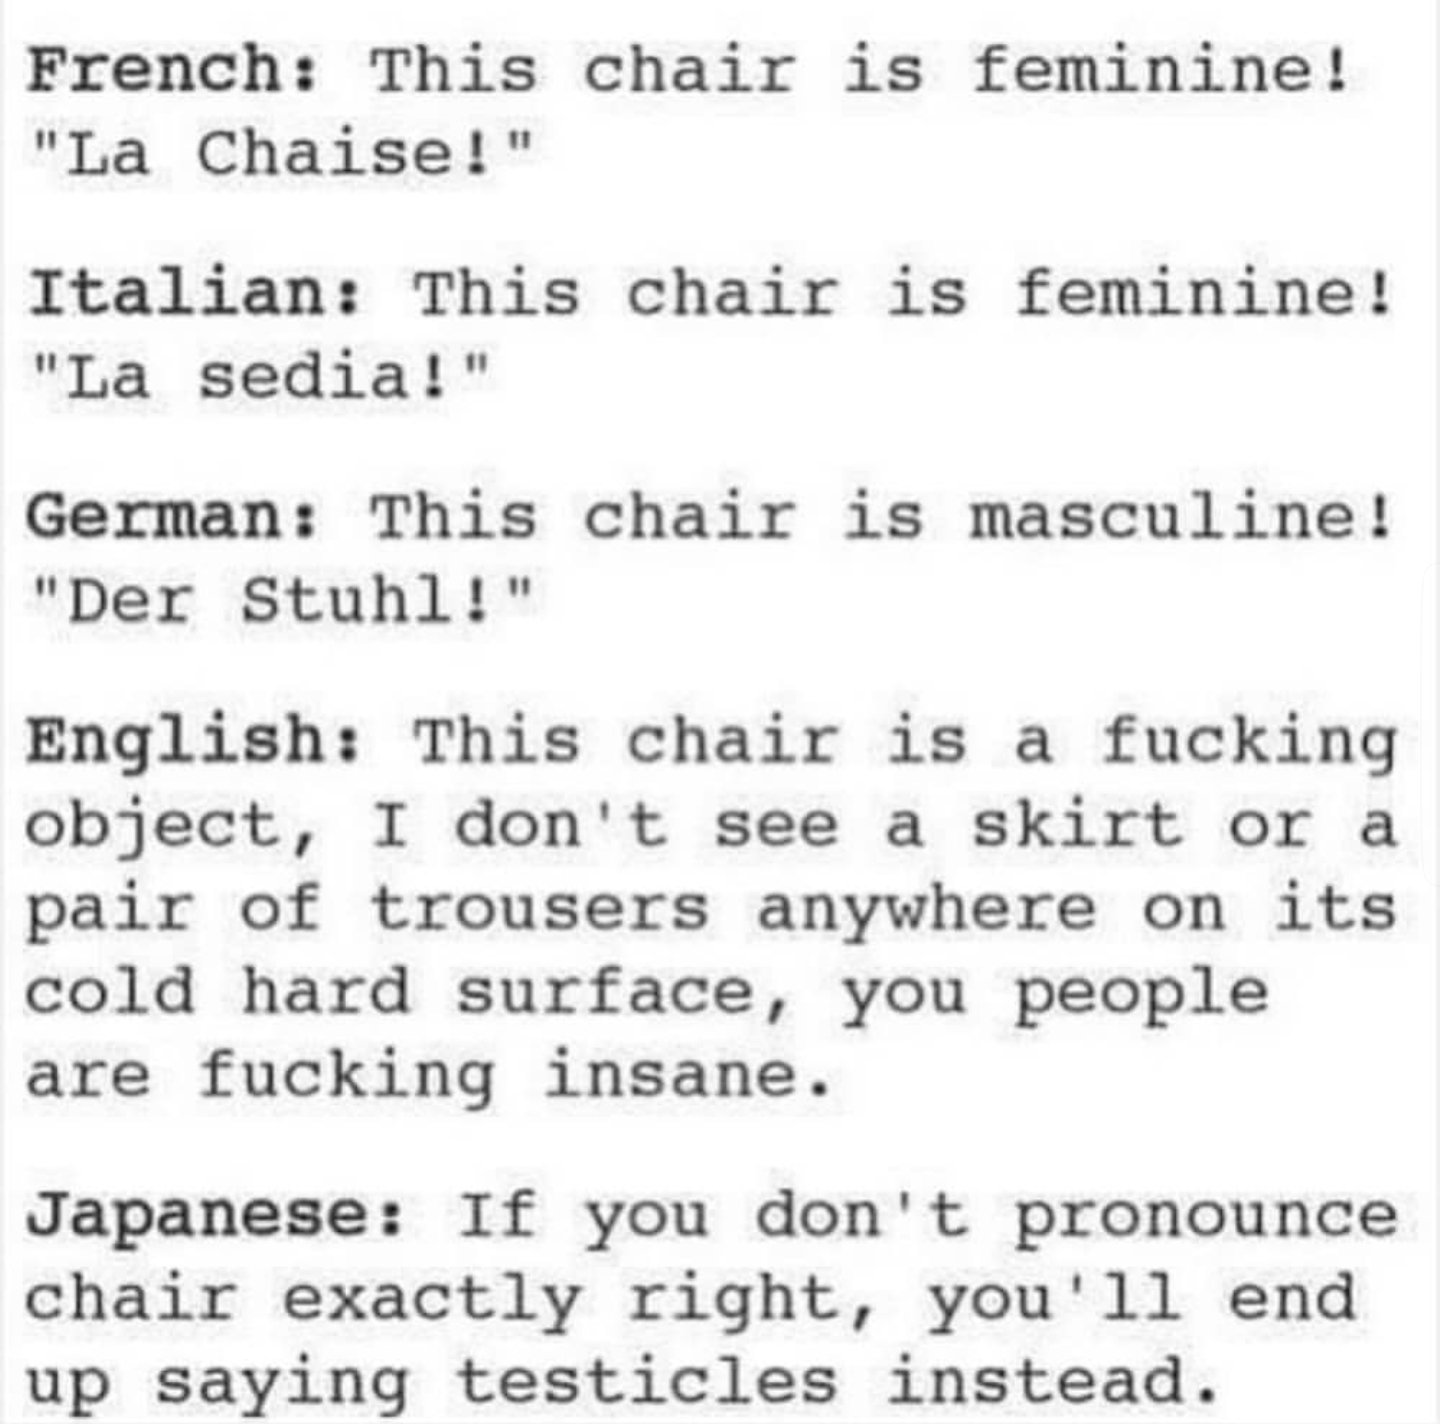 French: This chair is feminine!
"La Chaise!"
Italian: This chair is feminine!
"La sedia!"
German: This chair is masculine!
"Der Stuhl!"
English: This chair is a fucking
object, I don't see a skirt or a
pair of trousers anywhere on its
cold hard surface, you people
are fucking insane.
Japanese: If you don't pronounce
chair exactly right, you'll end
up saying testicles instead.